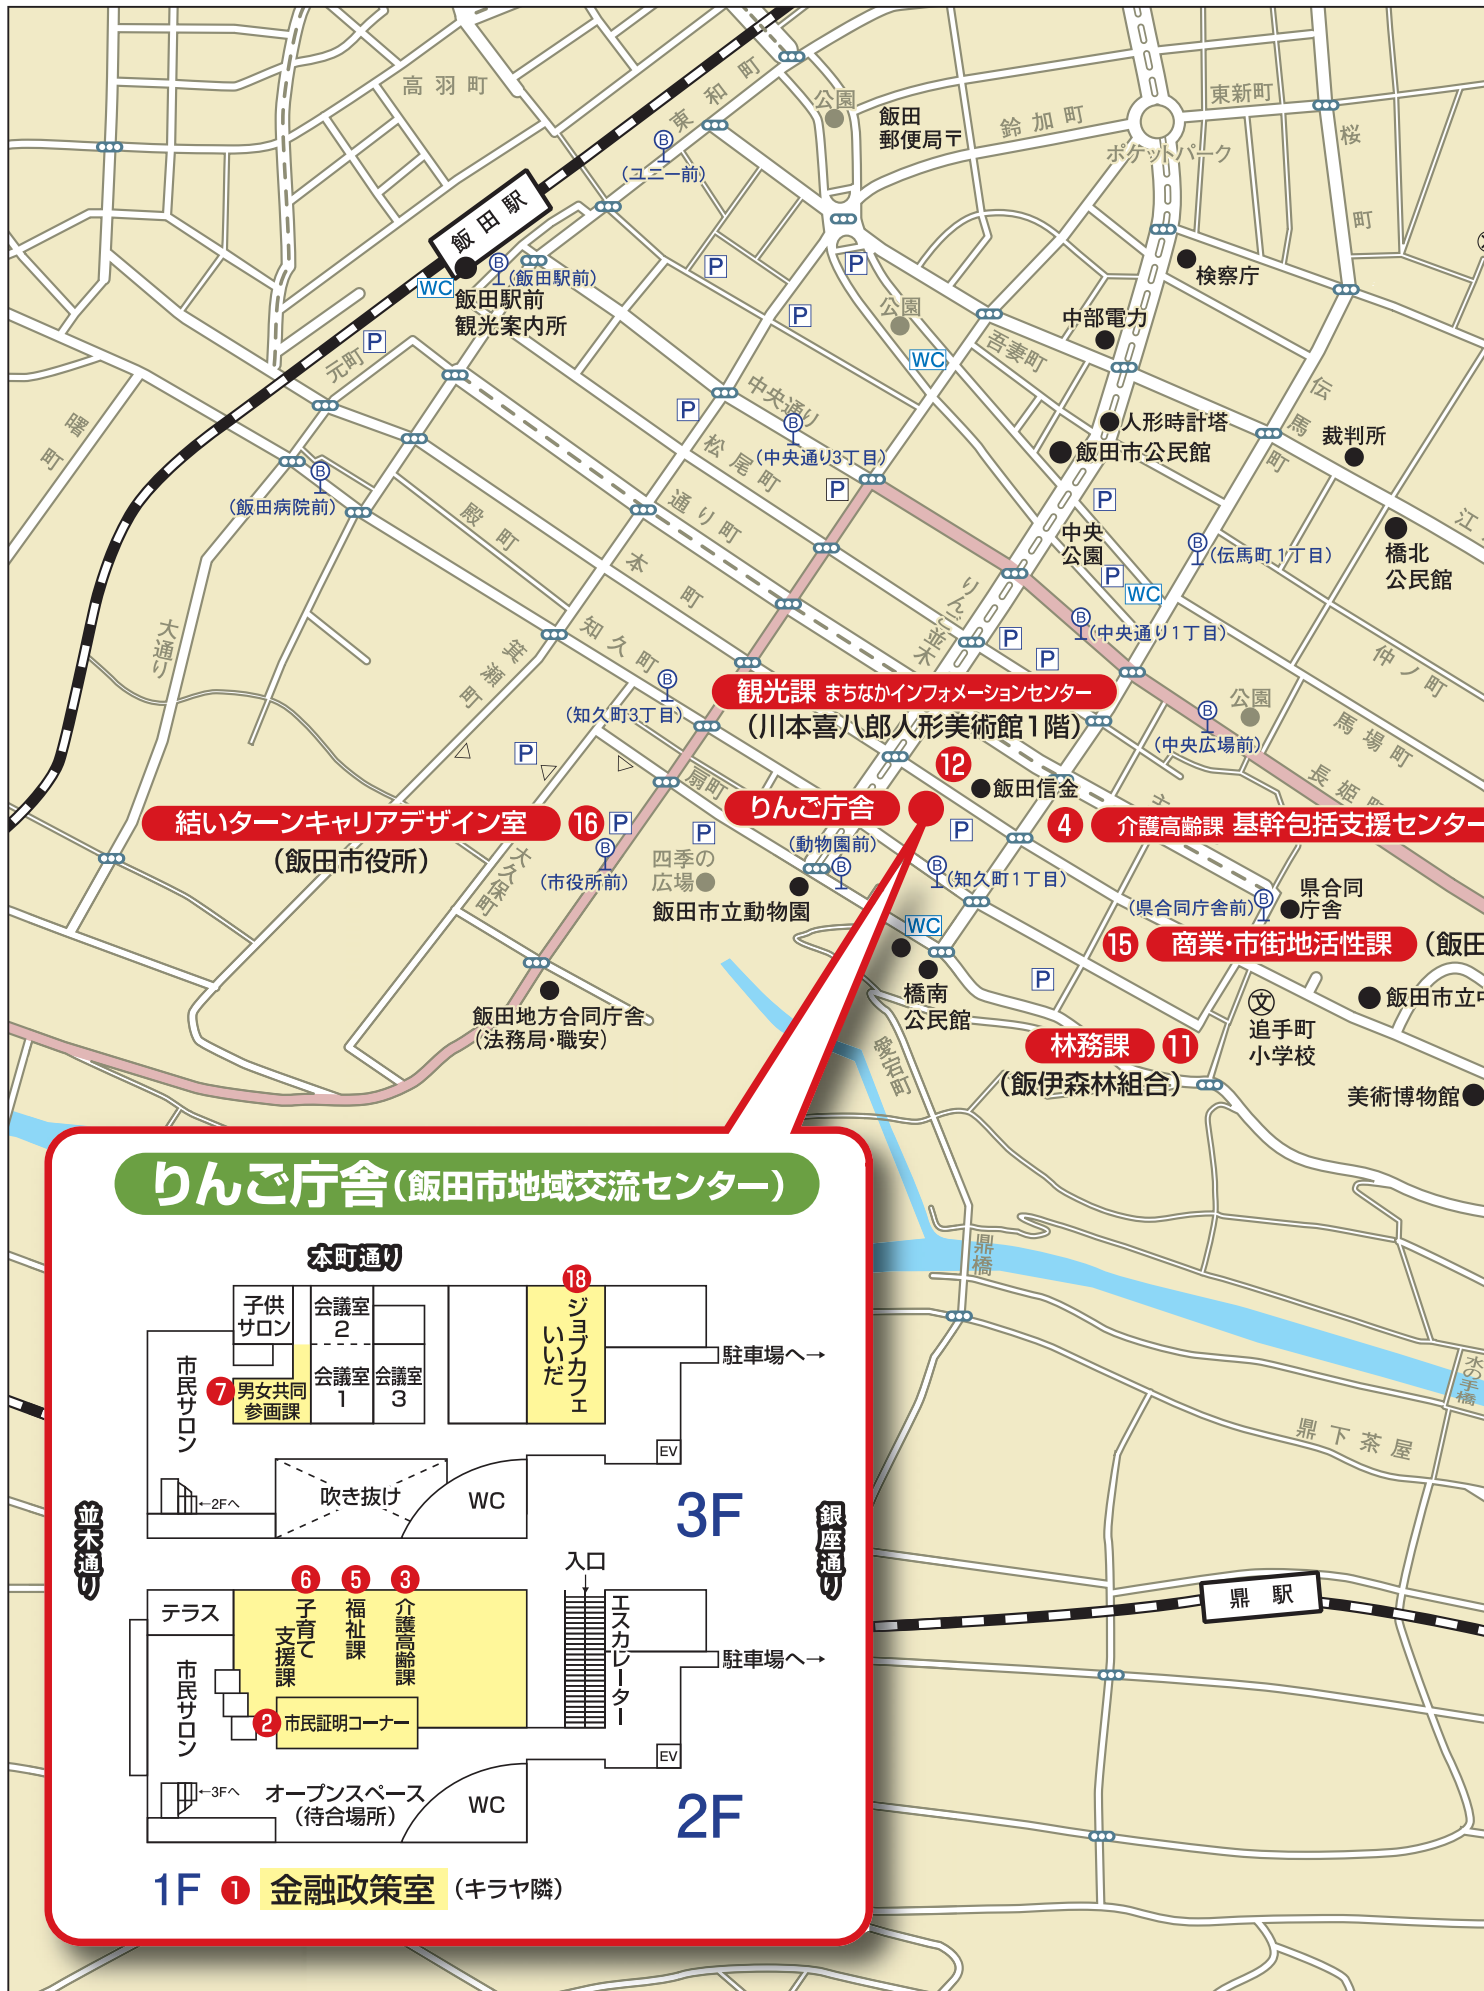 高羽町
東和町
公園
飯田
郵便局〒
鈴加町
東新町
桜
町
ポケットパーク
B
(ユニー前)
飯田駅
B
(飯田駅前)
WC
飯田駅前
観光案内所
P
P
P
P
公園
検察庁
中部電力
吾妻町
WC
元町
曙
町
中央通り
B
(中央通り3丁目)
P
松尾町
P
人形時計塔
飯田市公民館
伝
馬
町
裁判所
B
(飯田病院前)
殿町
通り町
本町
P
中央
公園
P
WC
B
(伝馬町1丁目)
橋北
公民館
江
りんご並木
B
(中央通り1丁目)
P
P
大通り
箕瀬町
知久町
B
(知久町3丁目)
仲ノ町
観光課 まちなかインフォメーションセンター
(川本喜八郎人形美術館1階)
12
飯田信金
公園
B
(中央広場前)
馬場町
長姫町
P
扇町
りんご庁舎
結いターンキャリアデザイン室
16
(飯田市役所)
P
P
B
(市役所前)
四季の
広場
飯田市立動物園
(動物園前)
B
P
B
(知久町1丁目)
4
介護高齢課 基幹包括支援センター
主
大久保町
県合同
庁舎
(県合同庁舎前)
B
15
商業・市街地活性課
(飯田
WC
橋南
公民館
P
飯田地方合同庁舎
(法務局・職安)
愛宕町
文
追手町
小学校
飯田市立中
林務課
11
(飯伊森林組合)
美術博物館
鼎橋
水の手橋
鼎下茶屋
鼎駅
りんご庁舎(飯田市地域交流センター)
本町通り
並木通り
銀座通り
子供
サロン
会議室
2
会議室
1
会議室
3
18
ジョブカフェ
いいだ
駐車場へ→
市民サロン
7
男女共同
参画課
EV
←2Fへ
吹き抜け
WC
3F
入口
テラス
6
子育て
支援課
5
福祉課
3
介護高齢課
エスカレーター
駐車場へ→
市民サロン
2
市民証明コーナー
EV
←3Fへ
オープンスペース
(待合場所)
WC
2F
1F
1
金融政策室
(キラヤ隣)